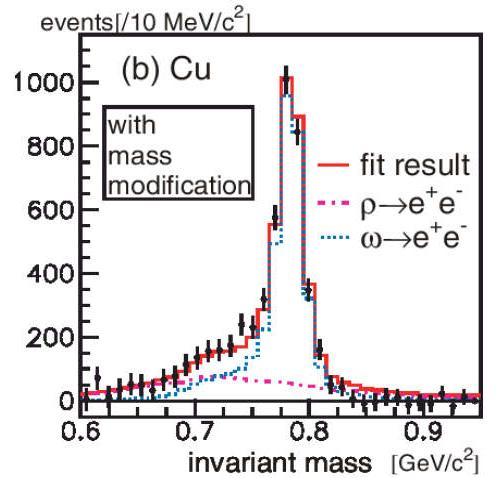 events[/10 MeV/c²]
(b) Cu
with
mass
modification
fit result
ρ→e⁺e⁻
ω→e⁺e⁻
1000
800
600
400
200
0
0.6 0.7 0.8 0.9
invariant mass [GeV/c²]